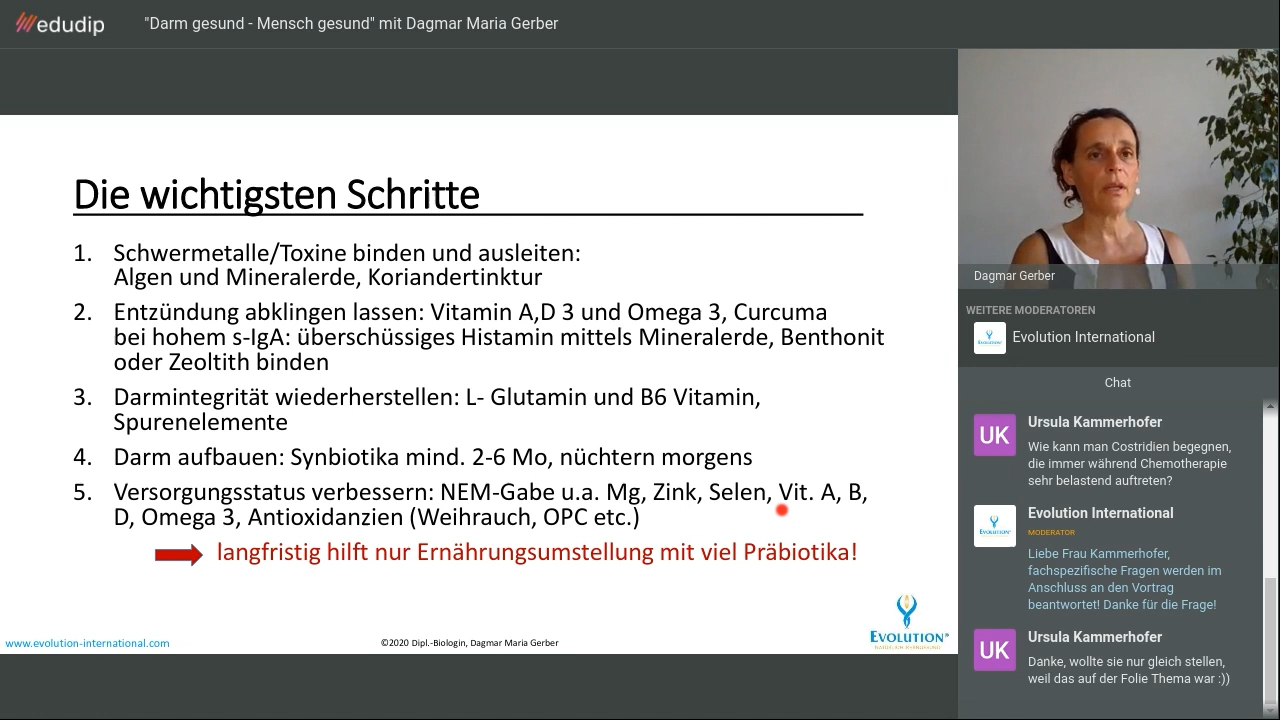 edudip
"Darm gesund - Mensch gesund" mit Dagmar Maria Gerber
Die wichtigsten Schritte
1. Schwermetalle/Toxine binden und ausleiten:
Algen und Mineralerde, Koriandertinktur
2. Entzündung abklingen lassen: Vitamin A,D 3 und Omega 3, Curcuma
bei hohem s-IgA: überschüssiges Histamin mittels Mineralerde, Benthonit
oder Zeoltith binden
3. Darmintegrität wiederherstellen: L- Glutamin und B6 Vitamin,
Spurenelemente
4. Darm aufbauen: Synbiotika mind. 2-6 Mo, nüchtern morgens
5. Versorgungsstatus verbessern: NEM-Gabe u.a. Mg, Zink, Selen, Vit. A, B,
D, Omega 3, Antioxidanzien (Weihrauch, OPC etc.)
langfristig hilft nur Ernährungsumstellung mit viel Präbiotika!
www.evolution-international.com
©2020 Dipl.-Biologin, Dagmar Maria Gerber
EVOLUTION®
Dagmar Gerber
WEITERE MODERATOREN
Evolution International
Chat
UK
Ursula Kammerhofer
Wie kann man Costridien begegnen,
die immer während Chemotherapie
sehr belastend auftreten?
Evolution International
MODERATOR
Liebe Frau Kammerhofer,
fachspezifische Fragen werden im
Anschluss an den Vortrag
beantwortet! Danke für die Frage!
UK
Ursula Kammerhofer
Danke, wollte sie nur gleich stellen,
weil das auf der Folie Thema war :))